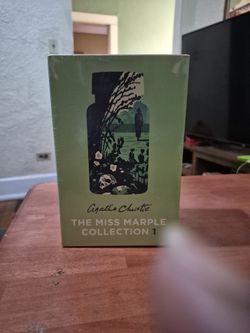 Agatha Christie
THE MISS MARPLE
COLLECTION 1